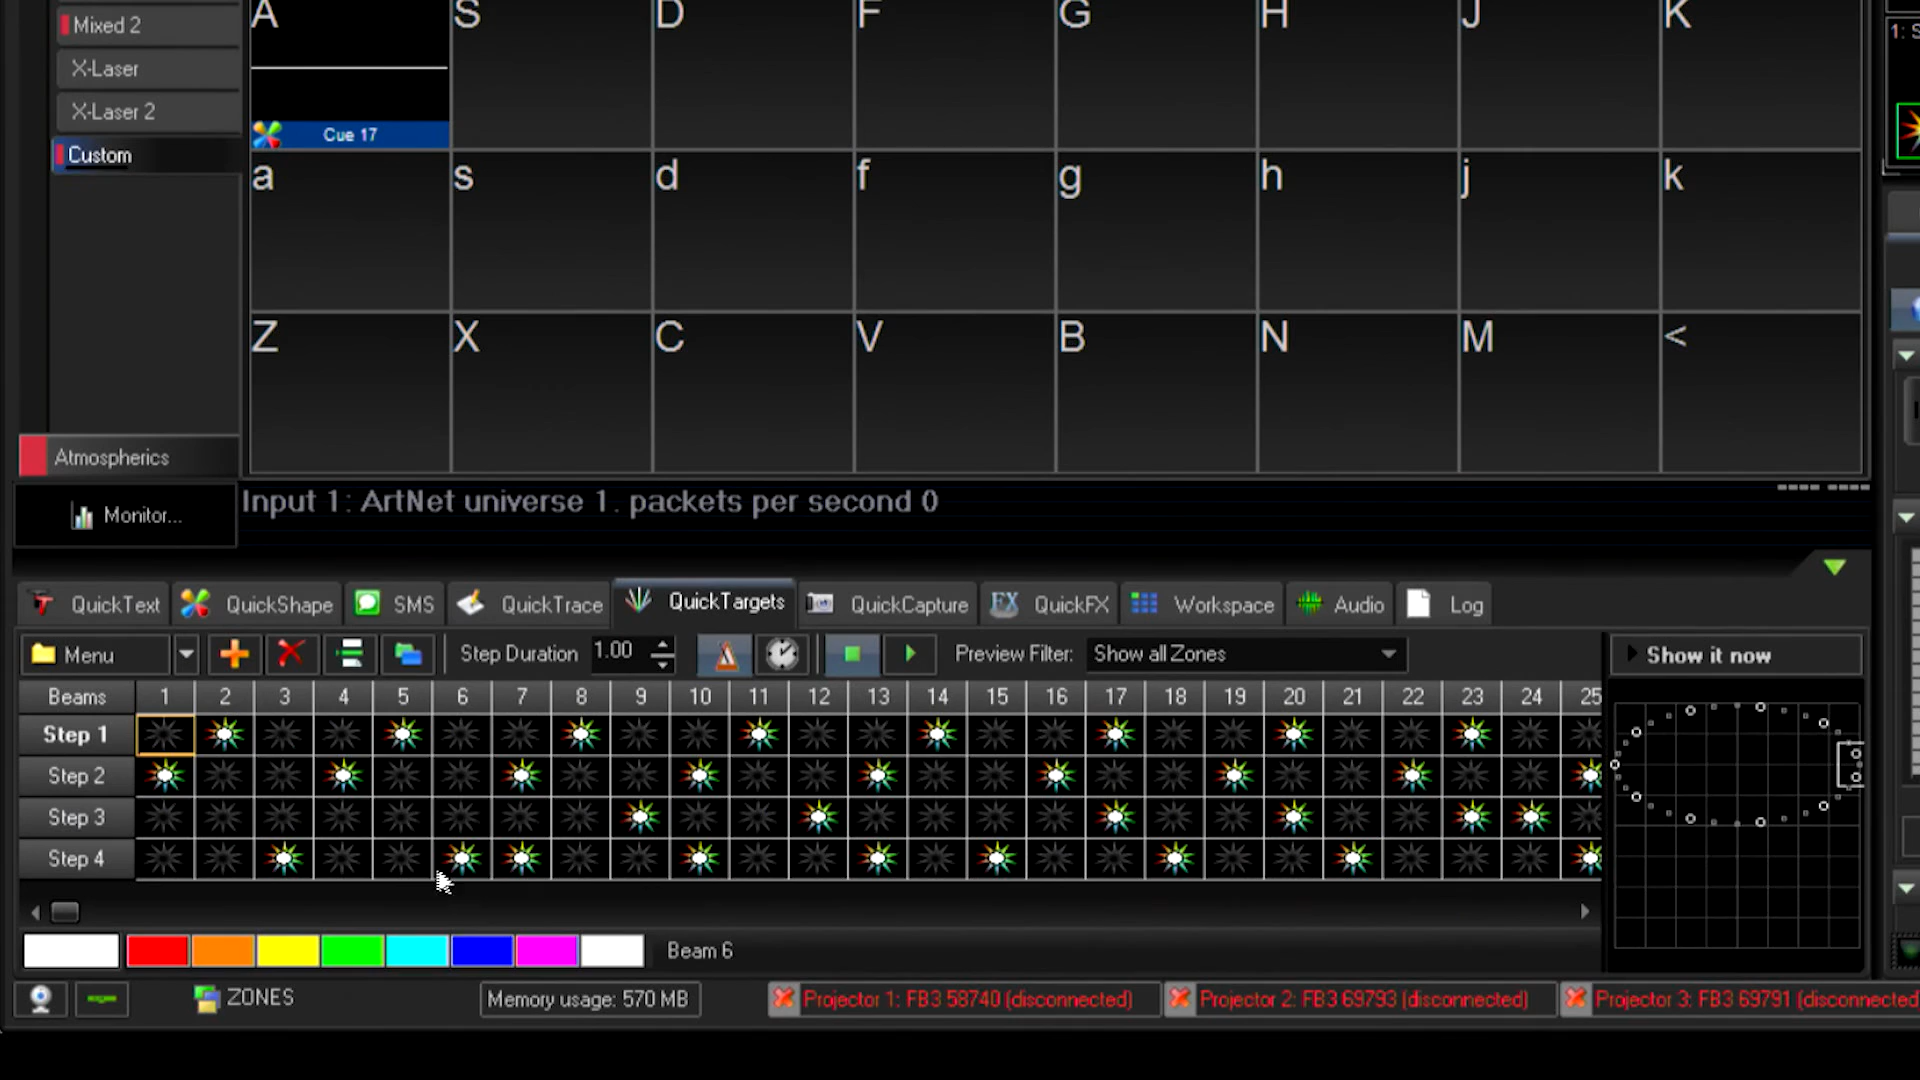 Mixed 2
X-Laser
X-Laser 2
Custom
Atmospherics
Monitor...
A S D F G H J K
Cue 17
a s d f g h j k
Z X C V B N M <
Input 1: ArtNet universe 1. packets per second 0
QuickText QuickShape SMS QuickTrace QuickTargets QuickCapture FX QuickFX Workspace Audio Log
Menu Step Duration 1.00 Preview Filter: Show all Zones Show it now
Beams 1 2 3 4 5 6 7 8 9 10 11 12 13 14 15 16 17 18 19 20 21 22 23 24 25
Step 1
Step 2
Step 3
Step 4
Beam 6
ZONES Memory usage: 570 MB Projector 1: FB3 58740 (disconnected) Projector 2: FB3 69793 (disconnected) Projector 3: FB3 69791 (disconnected
1: S